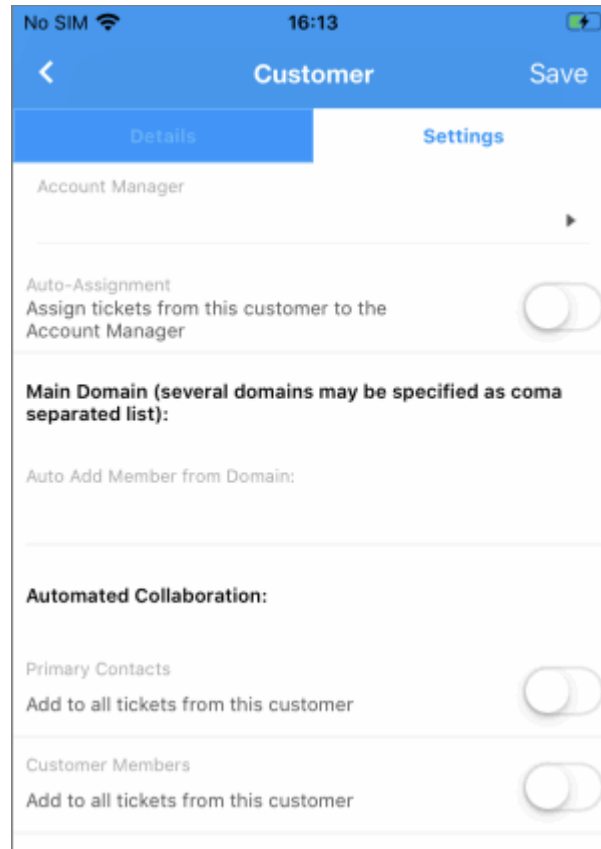 No SIM 16:13
Customer Save
Details Settings
Account Manager
Auto-Assignment
Assign tickets from this customer to the
Account Manager
Main Domain (several domains may be specified as coma
separated list):
Auto Add Member from Domain:
Automated Collaboration:
Primary Contacts
Add to all tickets from this customer
Customer Members
Add to all tickets from this customer